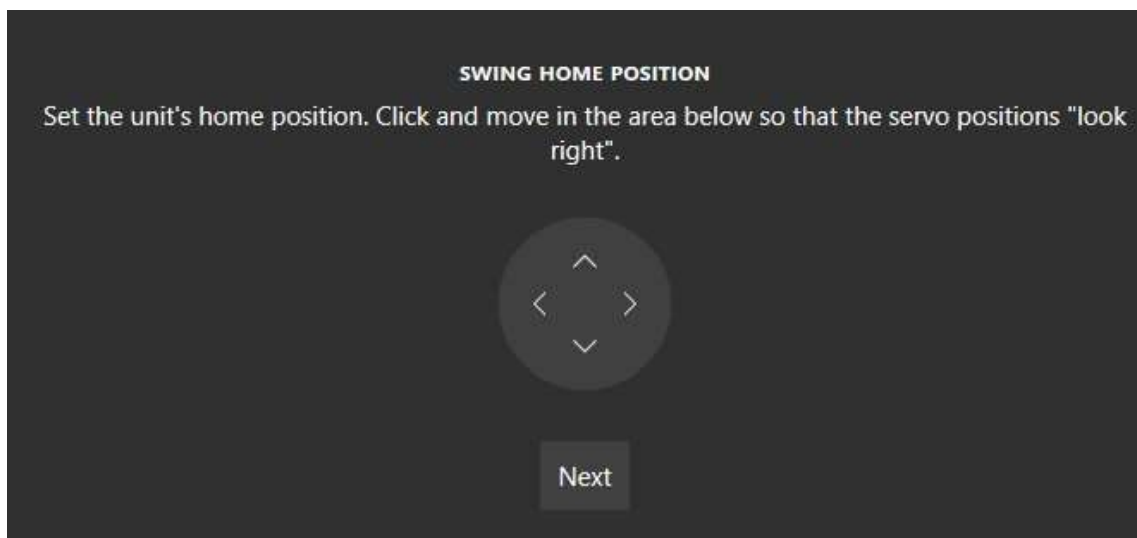 SWING HOME POSITION
Set the unit's home position. Click and move in the area below so that the servo positions "look
right".
Next